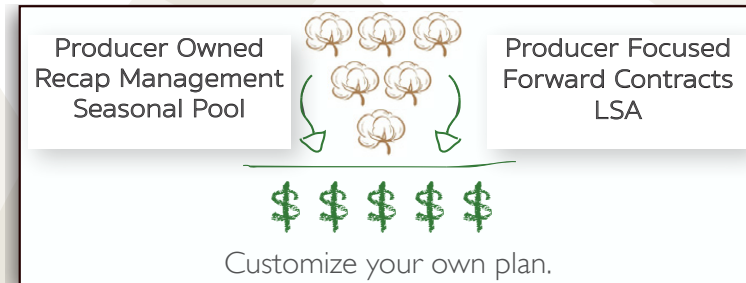 Producer Owned
Recap Management
Seasonal Pool
Producer Focused
Forward Contracts
LSA
$ $ $ $ $
Customize your own plan.